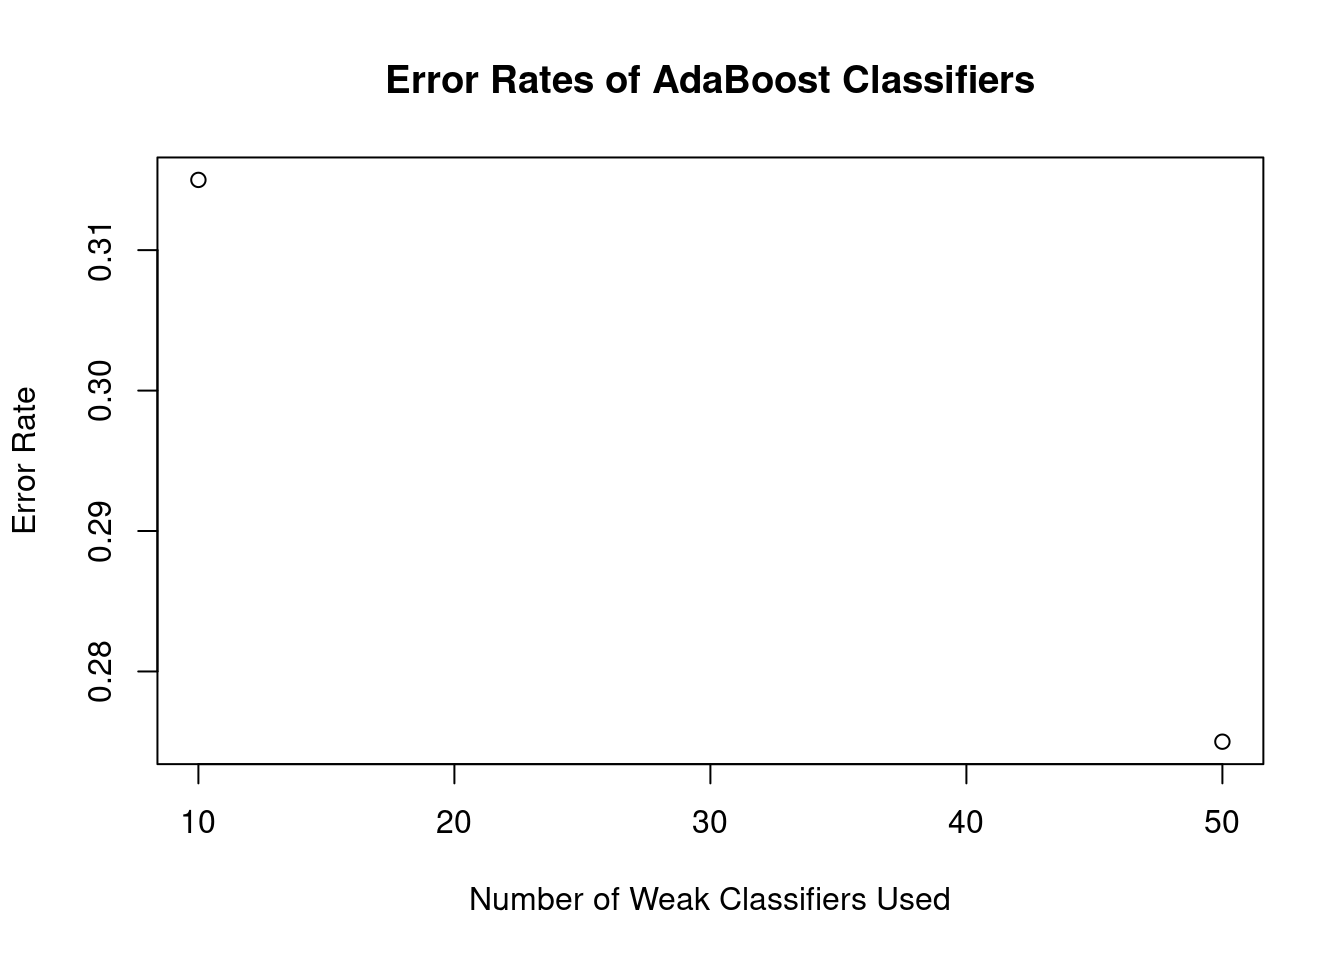 Error Rates of AdaBoost Classifiers
0.31
0.30
0.29
0.28
Error Rate
10 20 30 40 50
Number of Weak Classifiers Used